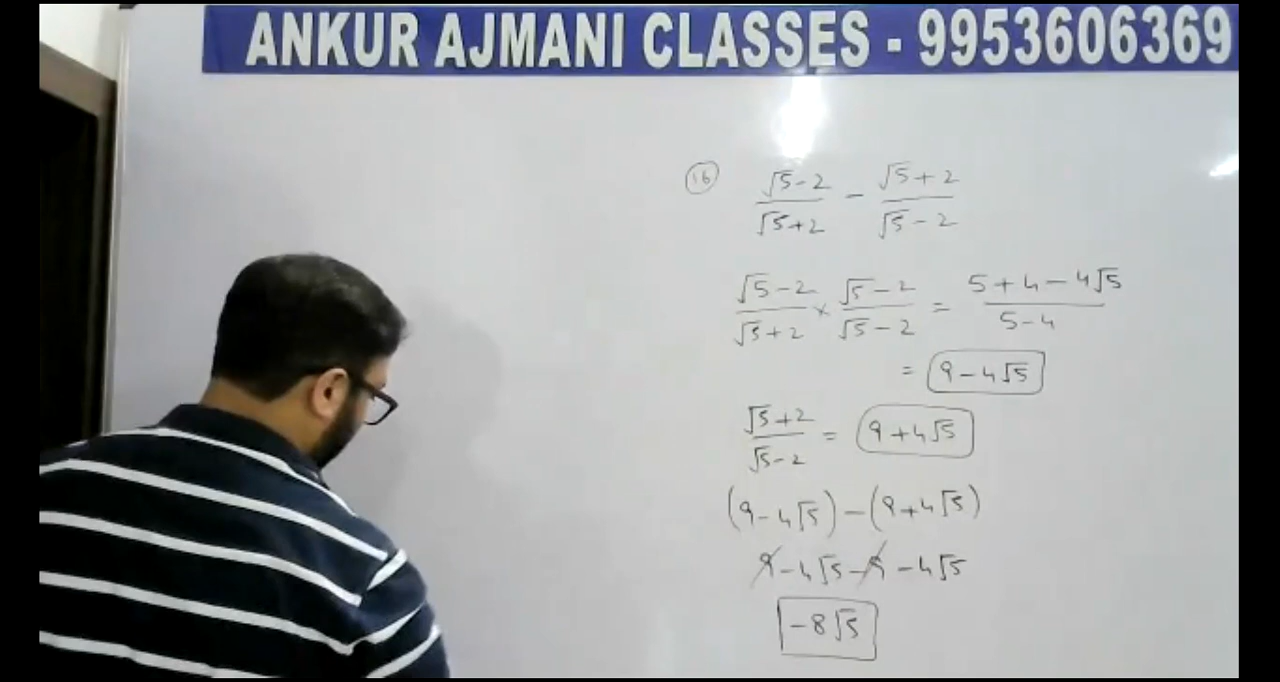 ANKUR AJMANI CLASSES - 9953606369
16 (√5-2)/(√5+2) - (√5+2)/(√5-2)
(√5-2)/(√5+2) × (√5-2)/(√5-2) = (5+4-4√5)/(5-4)
= 9-4√5
(√5+2)/(√5-2) = 9+4√5
(9-4√5)-(9+4√5)
9-4√5-9-4√5
-8√5